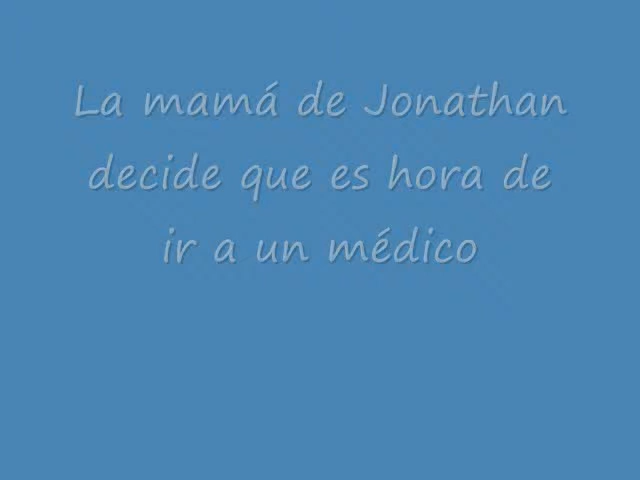 La mamá de Jonathan
decide que es hora de
ir a un médico